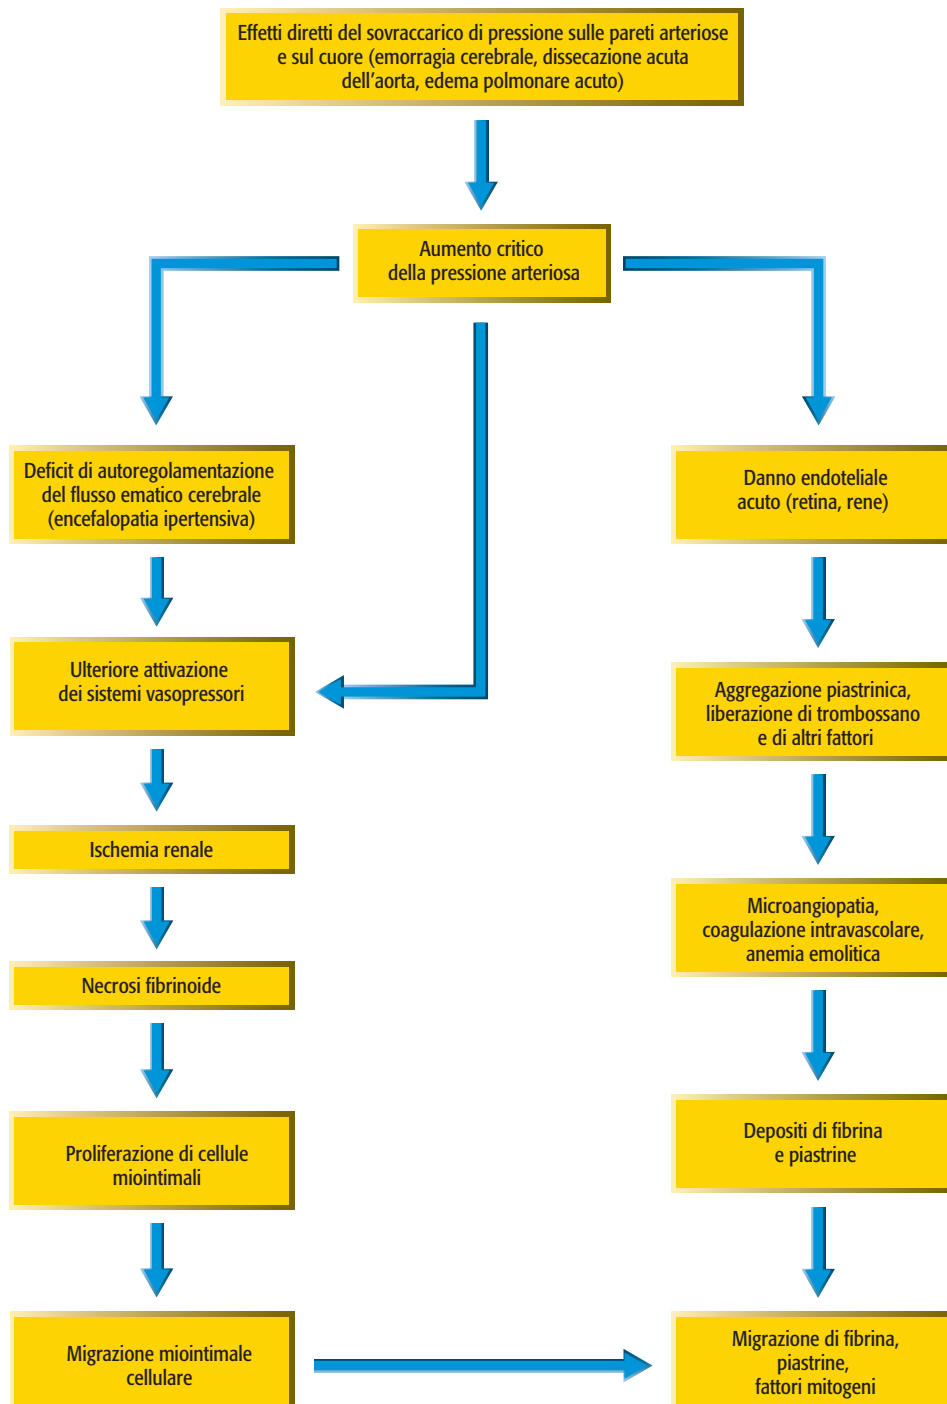 Effetti diretti del sovraccarico di pressione sulle pareti arteriose
e sul cuore (emorragia cerebrale, dissecazione acuta
dell'aorta, edema polmonare acuto)
Aumento critico
della pressione arteriosa
Deficit di autoregolamentazione
del flusso ematico cerebrale
(encefalopatia ipertensiva)
Ulteriore attivazione
dei sistemi vasopressori
Ischemia renale
Necrosi fibrinoide
Proliferazione di cellule
miointimali
Migrazione miointimale
cellulare
Danno endoteliale
acuto (retina, rene)
Aggregazione piastrinica,
liberazione di trombossano
e di altri fattori
Microangiopatia,
coagulazione intravascolare,
anemia emolitica
Depositi di fibrina
e piastrine
Migrazione di fibrina,
piastrine,
fattori mitogeni